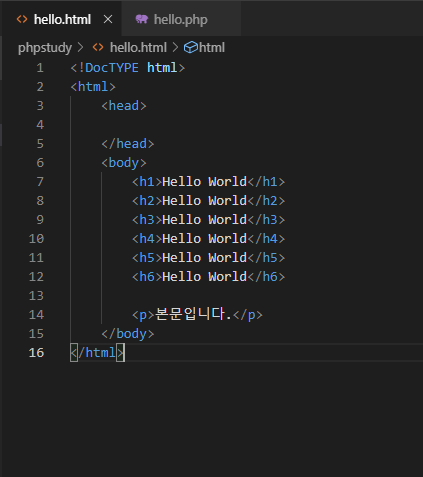 hello.html hello.php
phpstudy > hello.html > html
1 <!DocTYPE html>
2 <html>
3 <head>
4
5 </head>
6 <body>
7 <h1>Hello World</h1>
8 <h2>Hello World</h2>
9 <h3>Hello World</h3>
10 <h4>Hello World</h4>
11 <h5>Hello World</h5>
12 <h6>Hello World</h6>
13
14 <p>본문입니다.</p>
15 </body>
16 </html>